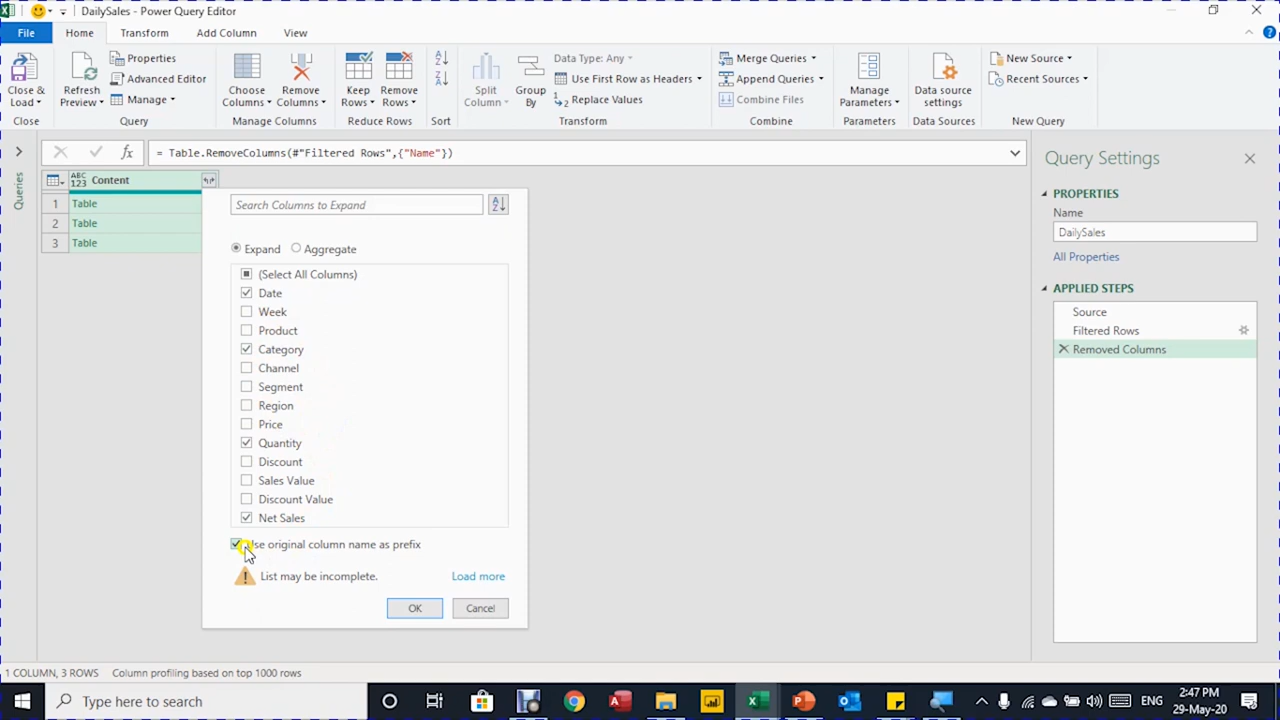 DailySales - Power Query Editor
File
Home
Transform
Add Column
View
Close & Load
Close
Refresh Preview
Properties
Advanced Editor
Manage
Query
Choose Columns
Remove Columns
Manage Columns
Keep Rows
Remove Rows
Reduce Rows
Sort
Split Column
Group By
Data Type: Any
Use First Row as Headers
Replace Values
Transform
Merge Queries
Append Queries
Combine Files
Combine
Manage Parameters
Parameters
Data source settings
Data Sources
New Source
Recent Sources
New Query
Queries
= Table.RemoveColumns(#"Filtered Rows",{"Name"})
ABC 123 Content
1 Table
2 Table
3 Table
Search Columns to Expand
Expand
Aggregate
(Select All Columns)
Date
Week
Product
Category
Channel
Segment
Region
Price
Quantity
Discount
Sales Value
Discount Value
Net Sales
original column name as prefix
List may be incomplete.
Load more
OK
Cancel
Query Settings
PROPERTIES
Name
DailySales
All Properties
APPLIED STEPS
Source
Filtered Rows
Removed Columns
1 COLUMN, 3 ROWS
Column profiling based on top 1000 rows
Type here to search
ENG
2:47 PM
29-May-20